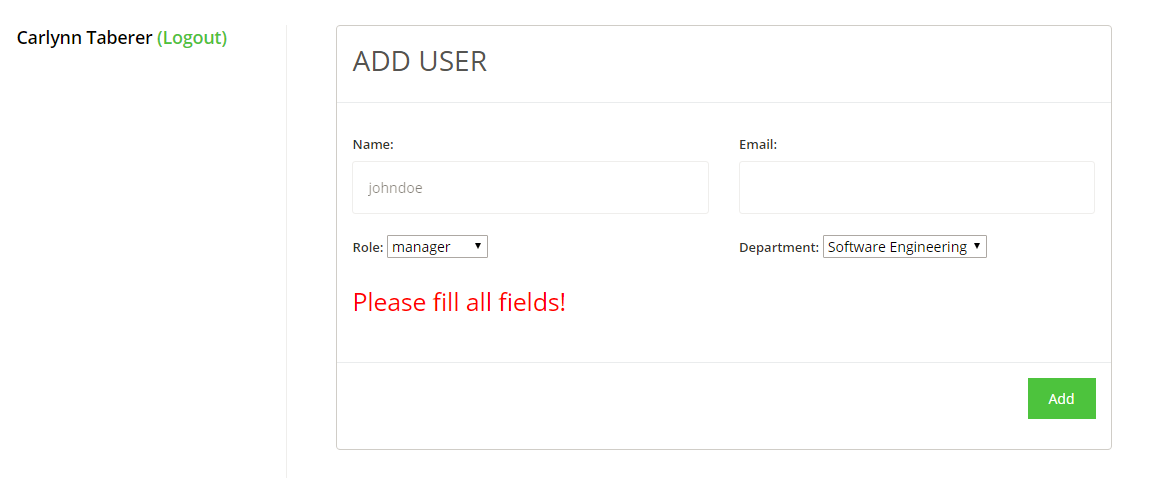 Carlynn Taberer (Logout)
ADD USER
Name:
johndoe
Email:
Role: manager
Department: Software Engineering
Please fill all fields!
Add